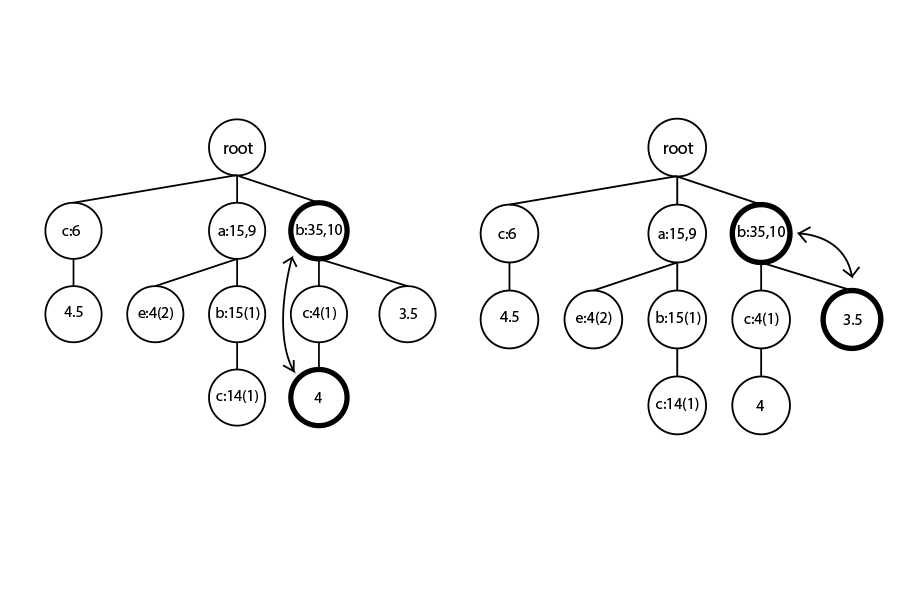 root
c:6
a:15,9
b:35,10
4.5
e:4(2)
b:15(1)
c:4(1)
3.5
c:14(1)
4
root
c:6
a:15,9
b:35,10
4.5
e:4(2)
b:15(1)
c:4(1)
3.5
c:14(1)
4